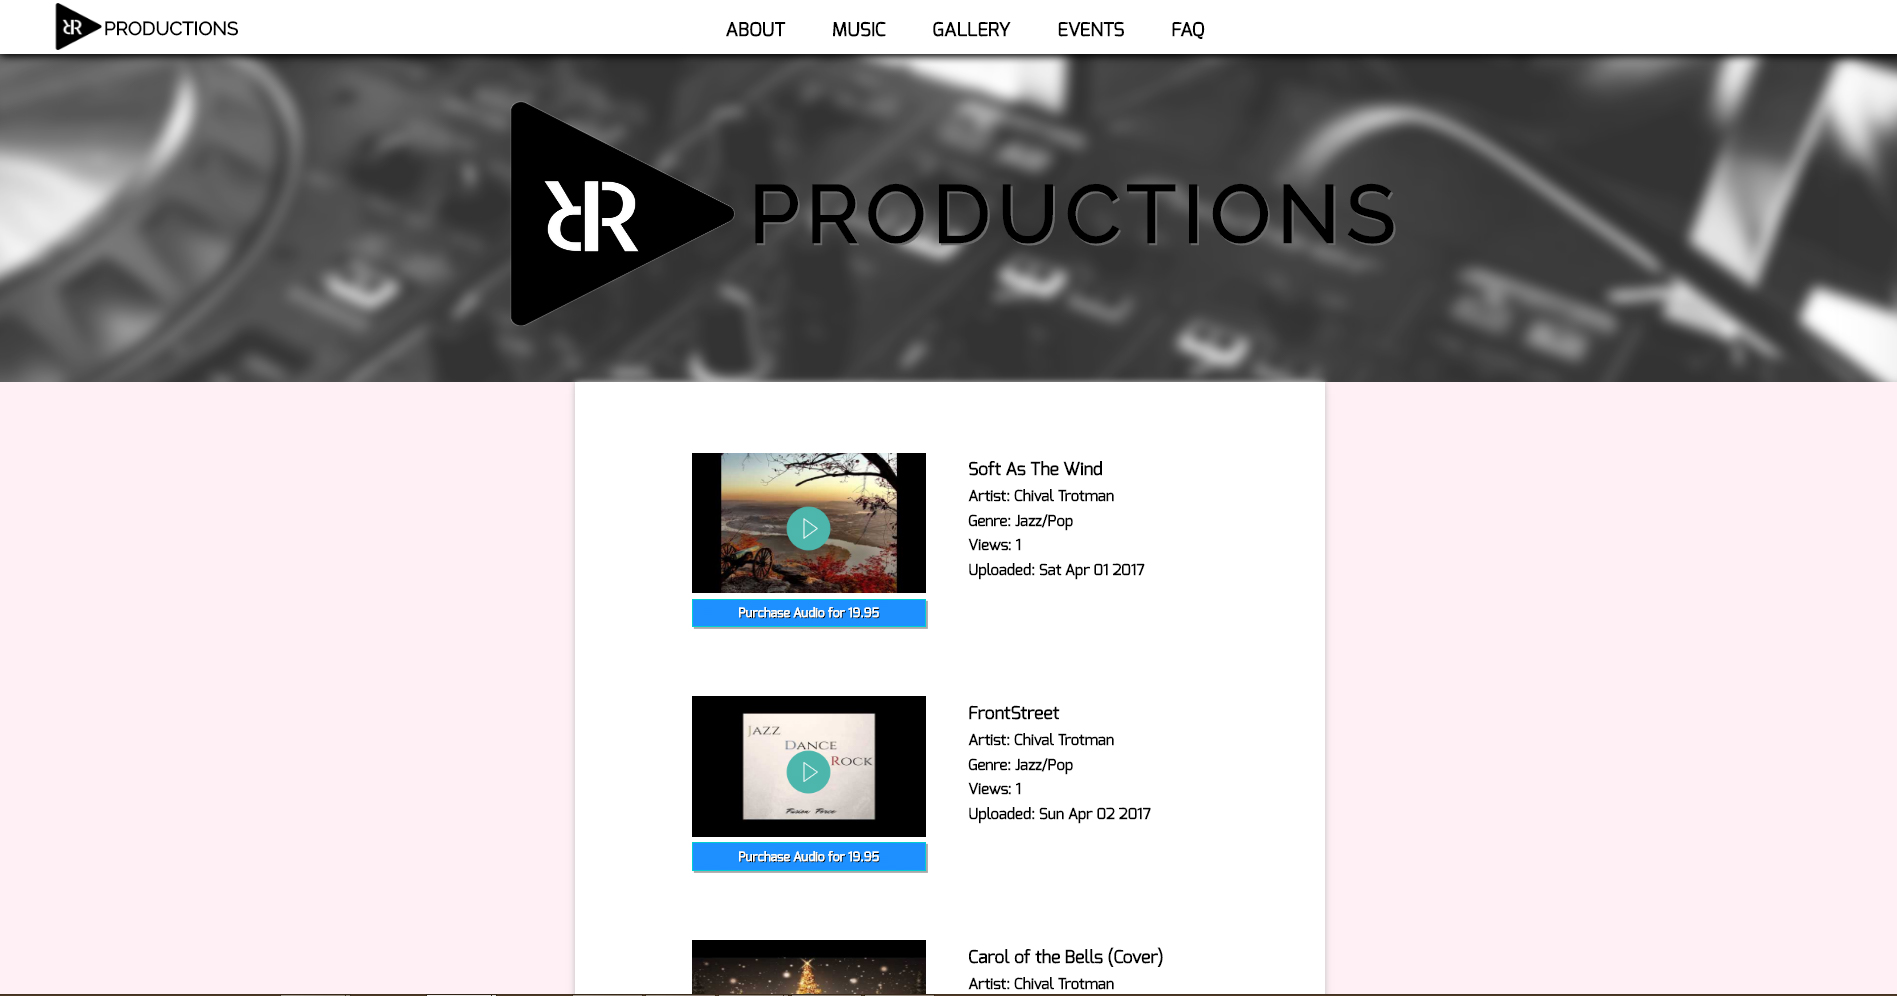 RR PRODUCTIONS
ABOUT MUSIC GALLERY EVENTS FAQ
RR PRODUCTIONS
Soft As The Wind
Artist: Chival Trotman
Genre: Jazz/Pop
Views: 1
Uploaded: Sat Apr 01 2017
Purchase Audio for 19.95
JAZZ
DANCE
ROCK
Fusion Force
FrontStreet
Artist: Chival Trotman
Genre: Jazz/Pop
Views: 1
Uploaded: Sun Apr 02 2017
Purchase Audio for 19.95
Carol of the Bells (Cover)
Artist: Chival Trotman